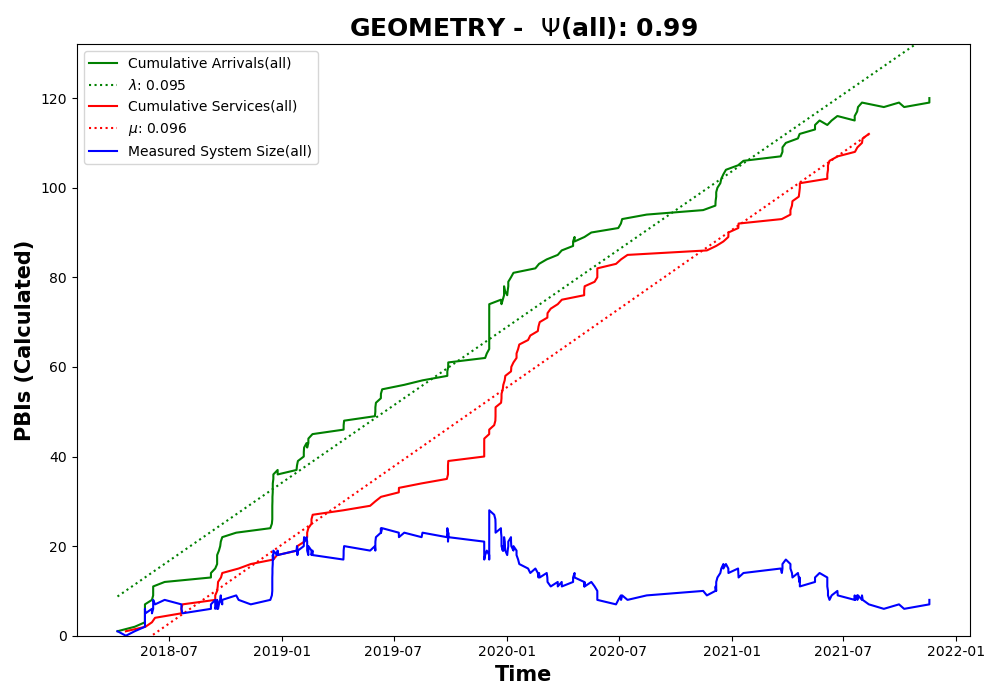 GEOMETRY - Ψ(all): 0.99
Cumulative Arrivals(all)
λ: 0.095
Cumulative Services(all)
μ: 0.096
Measured System Size(all)
PBIs (Calculated)
120
100
80
60
40
20
0
2018-07 2019-01 2019-07 2020-01 2020-07 2021-01 2021-07 2022-01
Time